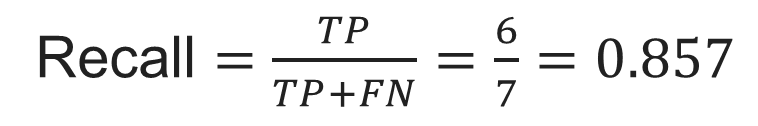 Recall = TP/(TP+FN) = 6/7 = 0.857